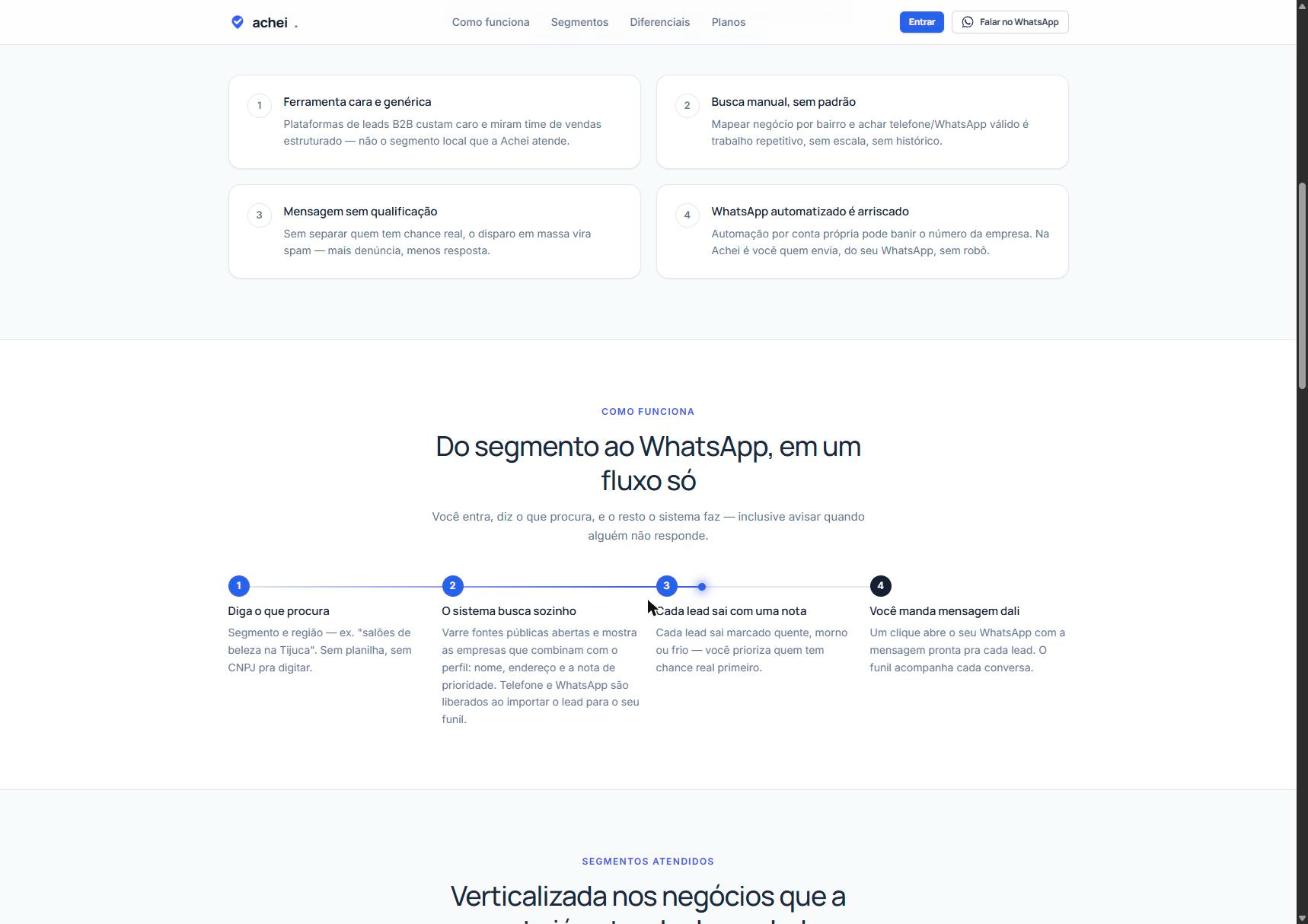 achei .
Como funciona
Segmentos
Diferenciais
Planos
Entrar
Falar no WhatsApp
1
Ferramenta cara e genérica
Plataformas de leads B2B custam caro e miram time de vendas
estruturado — não o segmento local que a Achei atende.
2
Busca manual, sem padrão
Mapear negócio por bairro e achar telefone/WhatsApp válido é
trabalho repetitivo, sem escala, sem histórico.
3
Mensagem sem qualificação
Sem separar quem tem chance real, o disparo em massa vira
spam — mais denúncia, menos resposta.
4
WhatsApp automatizado é arriscado
Automação por conta própria pode banir o número da empresa. Na
Achei é você quem envia, do seu WhatsApp, sem robô.
COMO FUNCIONA
Do segmento ao WhatsApp, em um
fluxo só
Você entra, diz o que procura, e o resto o sistema faz — inclusive avisar quando
alguém não responde.
1
Diga o que procura
Segmento e região — ex. "salões de
beleza na Tijuca". Sem planilha, sem
CNPJ pra digitar.
2
O sistema busca sozinho
Varre fontes públicas abertas e mostra
as empresas que combinam com o
perfil: nome, endereço e a nota de
prioridade. Telefone e WhatsApp são
liberados ao importar o lead para o seu
funil.
3
Cada lead sai com uma nota
Cada lead sai marcado quente, morno
ou frio — você prioriza quem tem
chance real primeiro.
4
Você manda mensagem dali
Um clique abre o seu WhatsApp com a
mensagem pronta pra cada lead. O
funil acompanha cada conversa.
SEGMENTOS ATENDIDOS
Verticalizada nos negócios que a